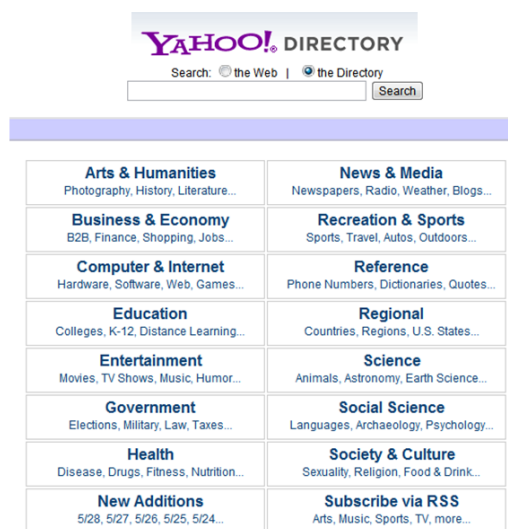 YAHOO!® DIRECTORY
Search: the Web | the Directory
Search
Arts & Humanities
Photography, History, Literature...
News & Media
Newspapers, Radio, Weather, Blogs...
Business & Economy
B2B, Finance, Shopping, Jobs...
Recreation & Sports
Sports, Travel, Autos, Outdoors...
Computer & Internet
Hardware, Software, Web, Games...
Reference
Phone Numbers, Dictionaries, Quotes...
Education
Colleges, K-12, Distance Learning...
Regional
Countries, Regions, U.S. States...
Entertainment
Movies, TV Shows, Music, Humor...
Science
Animals, Astronomy, Earth Science...
Government
Elections, Military, Law, Taxes...
Social Science
Languages, Archaeology, Psychology...
Health
Disease, Drugs, Fitness, Nutrition...
Society & Culture
Sexuality, Religion, Food & Drink...
New Additions
5/28, 5/27, 5/26, 5/25, 5/24...
Subscribe via RSS
Arts, Music, Sports, TV, more...